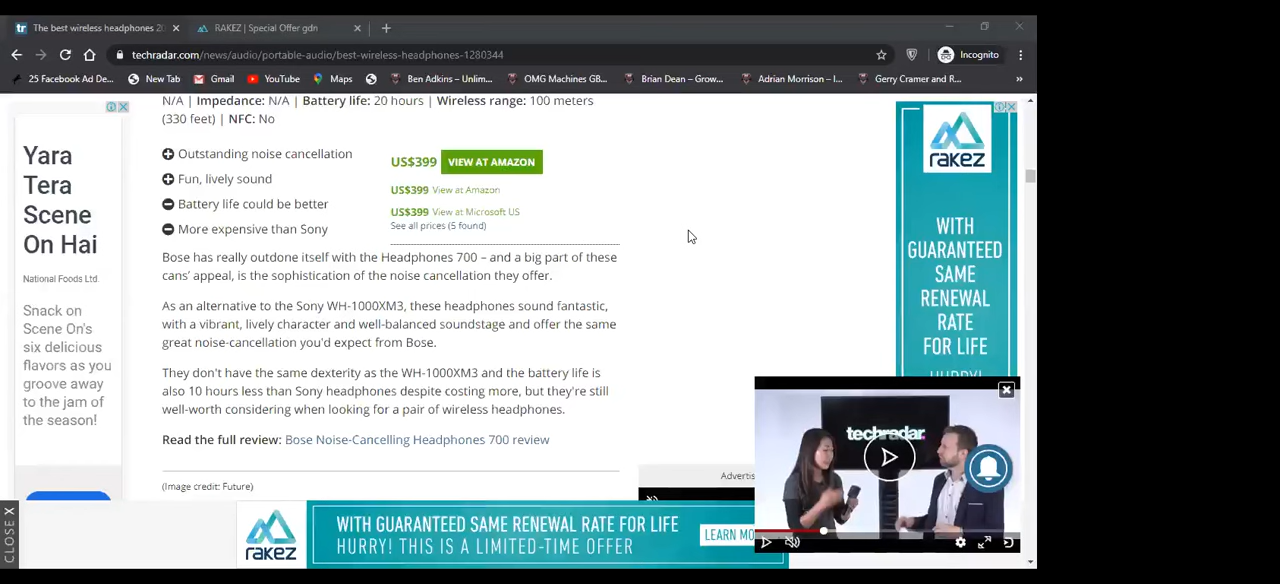 The best wireless headphones 20
RAKEZ | Special Offer gdn
techradar.com/news/audio/portable-audio/best-wireless-headphones-1280344
Incognito
25 Facebook Ad De...
New Tab
Gmail
YouTube
Maps
Ben Adkins – Unlim...
OMG Machines GB...
Brian Dean – Grow...
Adrian Morrison – I...
Gerry Cramer and R...
N/A | Impedance: N/A | Battery life: 20 hours | Wireless range: 100 meters
(330 feet) | NFC: No
Outstanding noise cancellation
Fun, lively sound
Battery life could be better
More expensive than Sony
US$399 VIEW AT AMAZON
US$399 View at Amazon
US$399 View at Microsoft US
See all prices (5 found)
Bose has really outdone itself with the Headphones 700 – and a big part of these
cans’ appeal, is the sophistication of the noise cancellation they offer.
As an alternative to the Sony WH-1000XM3, these headphones sound fantastic,
with a vibrant, lively character and well-balanced soundstage and offer the same
great noise-cancellation you'd expect from Bose.
They don't have the same dexterity as the WH-1000XM3 and the battery life is
also 10 hours less than Sony headphones despite costing more, but they're still
well-worth considering when looking for a pair of wireless headphones.
Read the full review: Bose Noise-Cancelling Headphones 700 review
(Image credit: Future)
Yara
Tera
Scene
On Hai
National Foods Ltd.
Snack on
Scene On's
six delicious
flavors as you
groove away
to the jam of
the season!
rakez
WITH
GUARANTEED
SAME
RENEWAL
RATE
FOR LIFE
HURRY!
Advertis
techradar.
CLOSE X
rakez
WITH GUARANTEED SAME RENEWAL RATE FOR LIFE
HURRY! THIS IS A LIMITED-TIME OFFER
LEARN MO